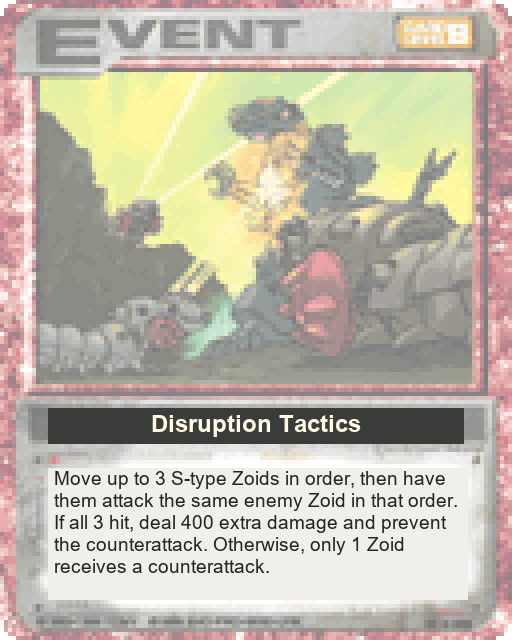 EVENT
B
Disruption Tactics
Move up to 3 S-type Zoids in order, then have
them attack the same enemy Zoid in that order.
If all 3 hit, deal 400 extra damage and prevent
the counterattack. Otherwise, only 1 Zoid
receives a counterattack.